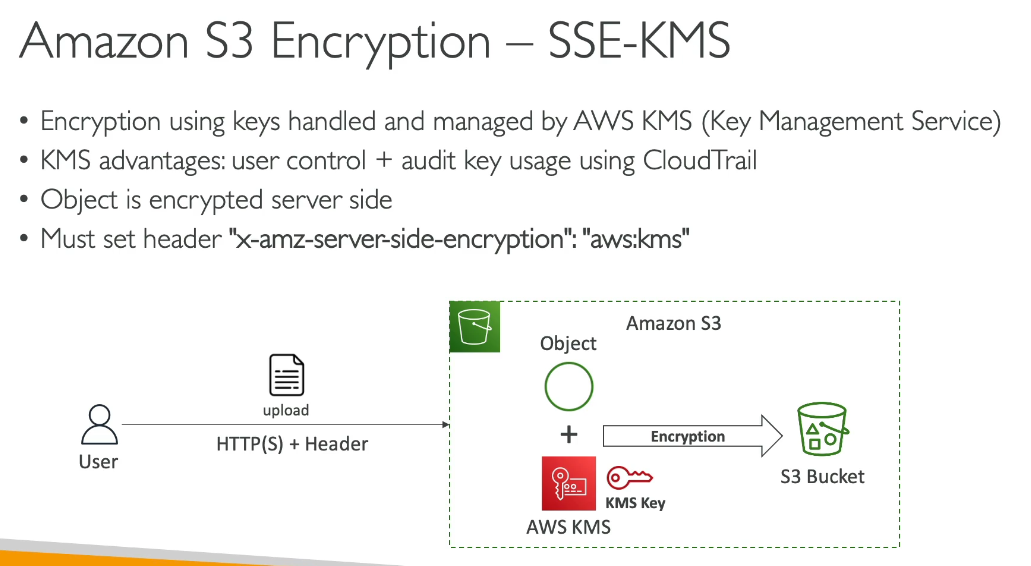 Amazon S3 Encryption – SSE-KMS
• Encryption using keys handled and managed by AWS KMS (Key Management Service)
• KMS advantages: user control + audit key usage using CloudTrail
• Object is encrypted server side
• Must set header "x-amz-server-side-encryption": "aws:kms"
Amazon S3
Object
upload
HTTP(S) + Header
User
+
Encryption
S3 Bucket
KMS Key
AWS KMS